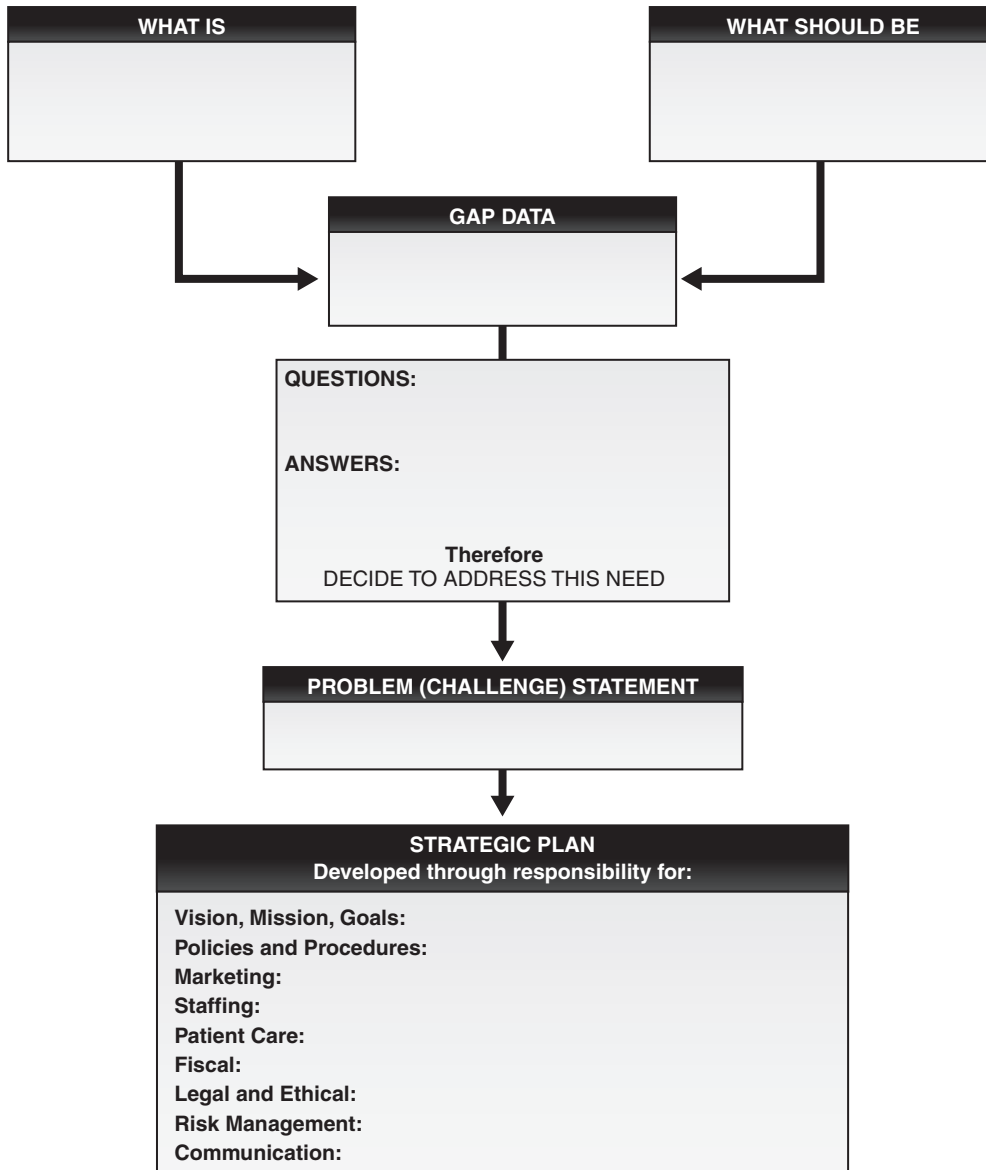 WHAT IS
WHAT SHOULD BE
GAP DATA
QUESTIONS:
ANSWERS:
Therefore
DECIDE TO ADDRESS THIS NEED
PROBLEM (CHALLENGE) STATEMENT
STRATEGIC PLAN
Developed through responsibility for:
Vision, Mission, Goals:
Policies and Procedures:
Marketing:
Staffing:
Patient Care:
Fiscal:
Legal and Ethical:
Risk Management:
Communication: